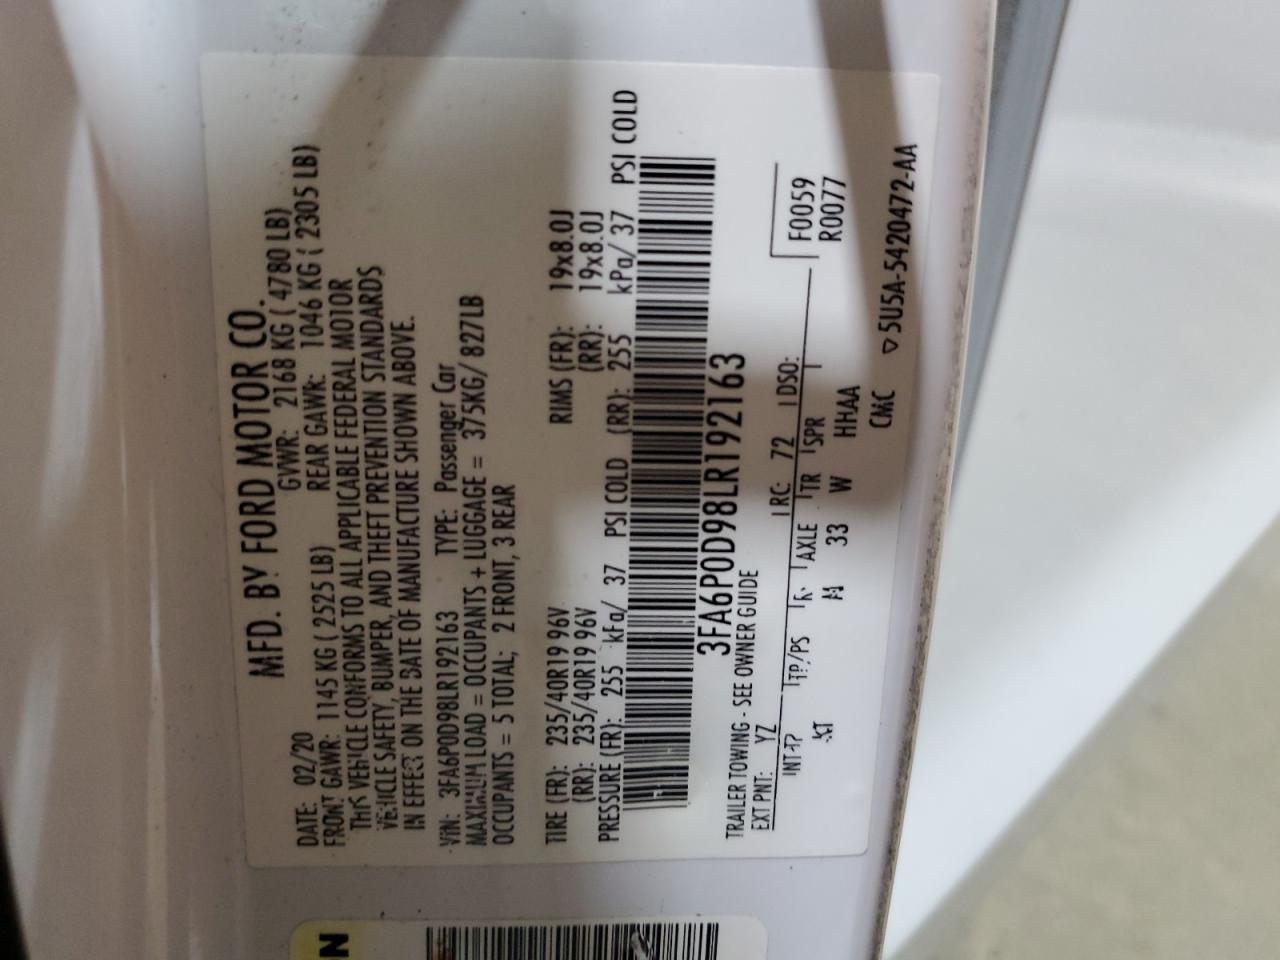 MFD. BY FORD MOTOR CO.
DATE: 02/20 GVWR: 2168 KG ( 4780 LB)
FRONT GAWR: 1145 KG ( 2525 LB) REAR GAWR: 1046 KG ( 2305 LB)
THIS VEHICLE CONFORMS TO ALL APPLICABLE FEDERAL MOTOR
VEHICLE SAFETY, BUMPER, AND THEFT PREVENTION STANDARDS
IN EFFECT ON THE DATE OF MANUFACTURE SHOWN ABOVE.
VIN: 3FA6P0D98LR192163 TYPE: Passenger Car
MAXIMUM LOAD = OCCUPANTS + LUGGAGE = 375KG/ 827LB
OCCUPANTS = 5 TOTAL; 2 FRONT, 3 REAR
TIRE (FR): 235/40R19 96V RIMS (FR): 19x8.0J
(RR): 235/40R19 96V (RR): 19x8.0J
PRESSURE (FR): 255 kPa/ 37 PSI COLD (RR): 255 kPa/ 37 PSI COLD
3FA6P0D98LR192163
TRAILER TOWING - SEE OWNER GUIDE
F0059
R0077
EXT PNT: YZ RC: 72 DSO:
TP/PS R AXLE TR SPR
33 W HHAA
CMC ▽5U5A-5420472-AA
N